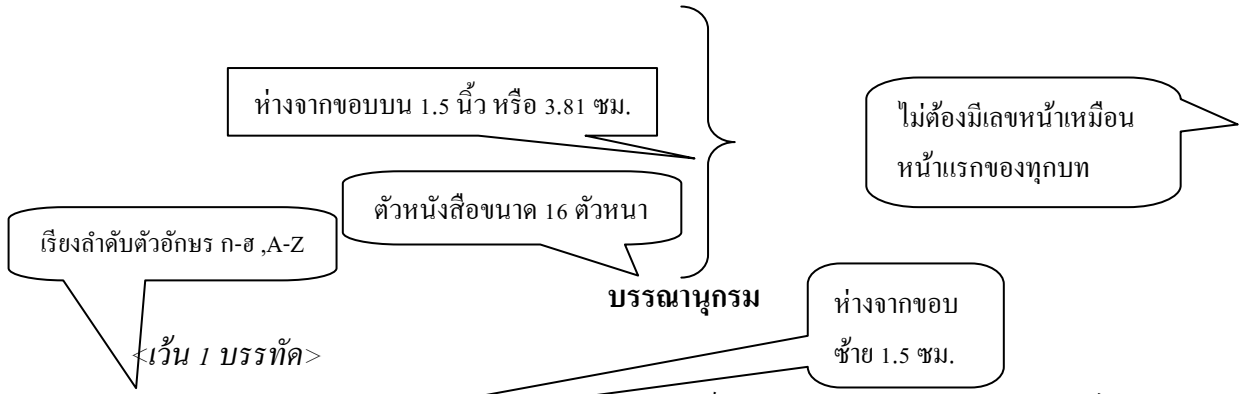 ห่างจากขอบบน 1.5 นิ้ว หรือ 3.81 ซม.
ไม่ต้องมีเลขหน้าเหมือน
หน้าแรกของทุกบท
ตัวหนังสือขนาด 16 ตัวหนา
เรียงลำดับตัวอักษร ก-ฮ ,A-Z
บรรณานุกรม
ห่างจากขอบ
ซ้าย 1.5 ซม.
<เว้น 1 บรรทัด>